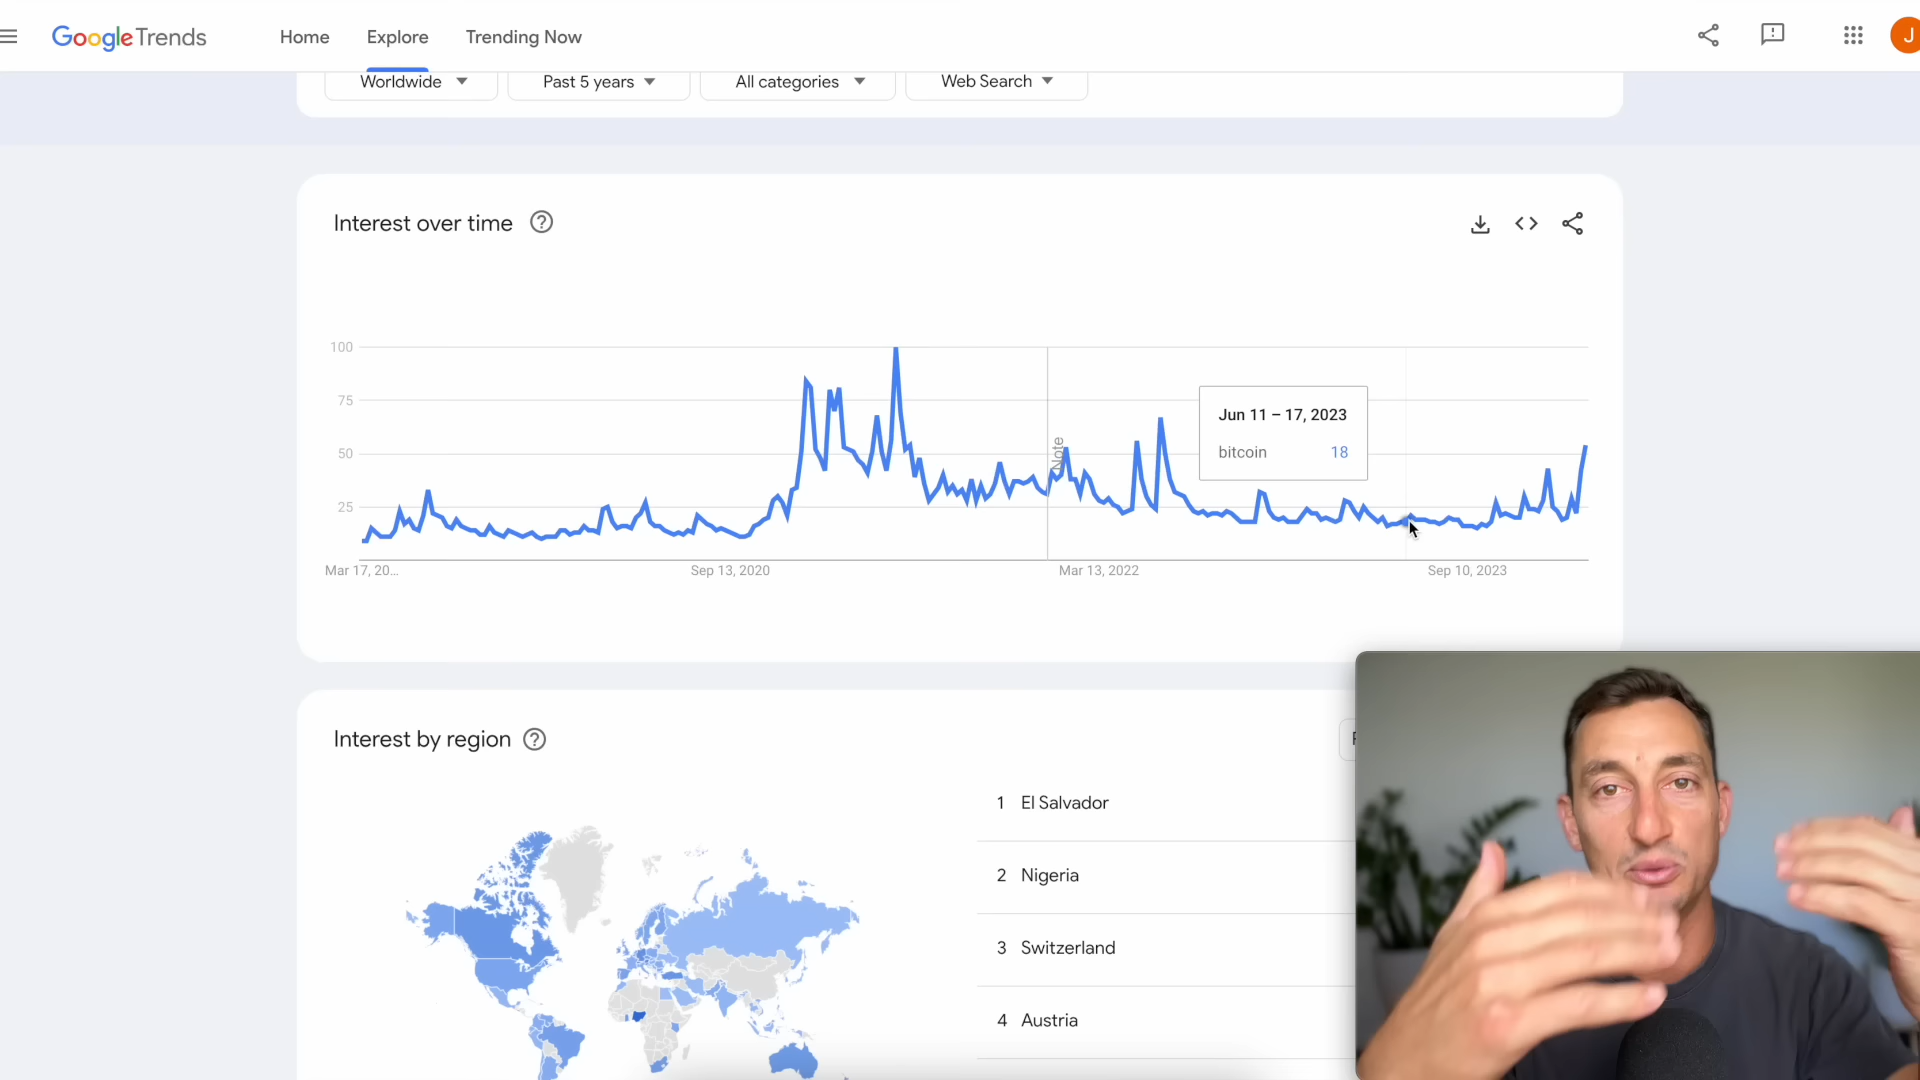 Google Trends
Home
Explore
Trending Now
J
Worldwide
Past 5 years
All categories
Web Search
Interest over time
100
75
50
25
Note
Jun 11 – 17, 2023
bitcoin 18
Mar 17, 20...
Sep 13, 2020
Mar 13, 2022
Sep 10, 2023
Interest by region
1 El Salvador
2 Nigeria
3 Switzerland
4 Austria